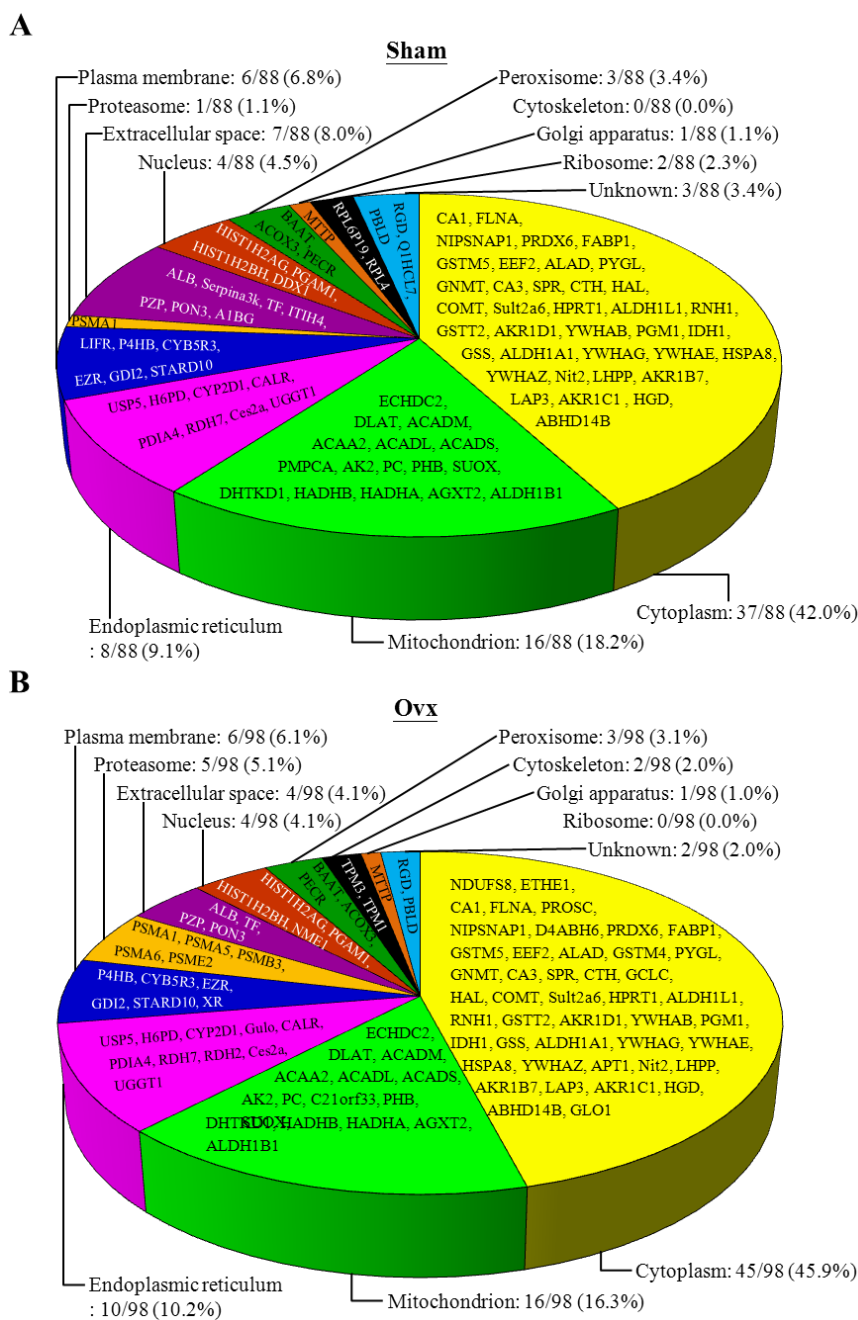 A
Sham
Plasma membrane: 6/88 (6.8%)
Proteasome: 1/88 (1.1%)
Extracellular space: 7/88 (8.0%)
Nucleus: 4/88 (4.5%)
Peroxisome: 3/88 (3.4%)
Cytoskeleton: 0/88 (0.0%)
Golgi apparatus: 1/88 (1.1%)
Ribosome: 2/88 (2.3%)
Unknown: 3/88 (3.4%)
RGD, Q1HCL7,
PBLD
RPL6P19, RPL4
MTTP
BAAT,
ACOX3, PECR
HIST1H2AG, PGAM1,
HIST1H2BH, DDX1
ALB, Serpina3k, TF, ITIH4,
PZP, PON3, A1BG
PSMA1
LIFR, P4HB, CYB5R3,
EZR, GDI2, STARD10
USP5, H6PD, CYP2D1, CALR,
PDIA4, RDH7, Ces2a, UGGT1
ECHDC2,
DLAT, ACADM,
ACAA2, ACADL, ACADS,
PMPCA, AK2, PC, PHB, SUOX,
DHTKD1, HADHB, HADHA, AGXT2, ALDH1B1
CA1, FLNA,
NIPSNAP1, PRDX6, FABP1,
GSTM5, EEF2, ALAD, PYGL,
GNMT, CA3, SPR, CTH, HAL,
COMT, Sult2a6, HPRT1, ALDH1L1, RNH1,
GSTT2, AKR1D1, YWHAB, PGM1, IDH1,
GSS, ALDH1A1, YWHAG, YWHAE, HSPA8,
YWHAZ, Nit2, LHPP, AKR1B7,
LAP3, AKR1C1 , HGD,
ABHD14B
Cytoplasm: 37/88 (42.0%)
Mitochondrion: 16/88 (18.2%)
Endoplasmic reticulum
: 8/88 (9.1%)
B
Ovx
Plasma membrane: 6/98 (6.1%)
Proteasome: 5/98 (5.1%)
Extracellular space: 4/98 (4.1%)
Nucleus: 4/98 (4.1%)
Peroxisome: 3/98 (3.1%)
Cytoskeleton: 2/98 (2.0%)
Golgi apparatus: 1/98 (1.0%)
Ribosome: 0/98 (0.0%)
Unknown: 2/98 (2.0%)
RGD, PBLD
MTTP
TPM3, TPM1
BAAT, ACOX3,
PECR
HIST1H2AG, PGAM1,
HIST1H2BH, NME1
ALB, TF,
PZP, PON3
PSMA1, PSMA5, PSMB3,
PSMA6, PSME2
P4HB, CYB5R3, EZR,
GDI2, STARD10, XR
USP5, H6PD, CYP2D1, Gulo, CALR,
PDIA4, RDH7, RDH2, Ces2a,
UGGT1
ECHDC2,
DLAT, ACADM,
ACAA2, ACADL, ACADS,
AK2, PC, C21orf33, PHB,
SUOX,
DHTKD1, HADHB, HADHA, AGXT2,
ALDH1B1
NDUFS8, ETHE1,
CA1, FLNA, PROSC,
NIPSNAP1, D4ABH6, PRDX6, FABP1,
GSTM5, EEF2, ALAD, GSTM4, PYGL,
GNMT, CA3, SPR, CTH, GCLC,
HAL, COMT, Sult2a6, HPRT1, ALDH1L1,
RNH1, GSTT2, AKR1D1, YWHAB, PGM1,
IDH1, GSS, ALDH1A1, YWHAG, YWHAE,
HSPA8, YWHAZ, APT1, Nit2, LHPP,
AKR1B7, LAP3, AKR1C1, HGD,
ABHD14B, GLO1
Cytoplasm: 45/98 (45.9%)
Mitochondrion: 16/98 (16.3%)
Endoplasmic reticulum
: 10/98 (10.2%)